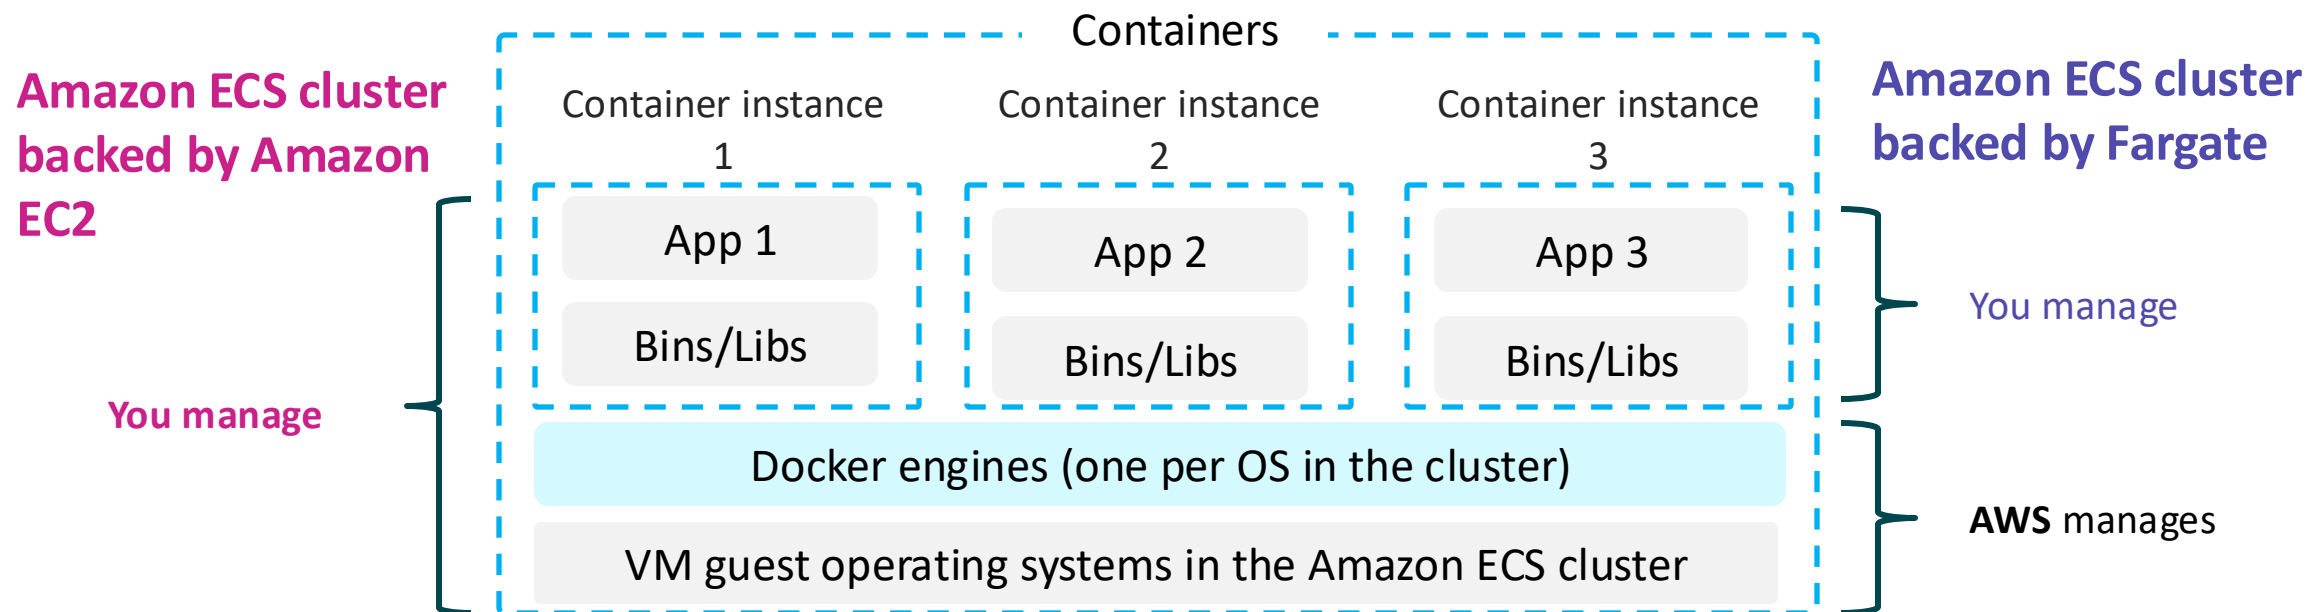 Containers
Amazon ECS cluster
backed by Amazon
EC2
You manage
Container instance
1
Container instance
2
Container instance
3
App 1
App 2
App 3
Bins/Libs
Bins/Libs
Bins/Libs
Docker engines (one per OS in the cluster)
VM guest operating systems in the Amazon ECS cluster
Amazon ECS cluster
backed by Fargate
You manage
AWS manages